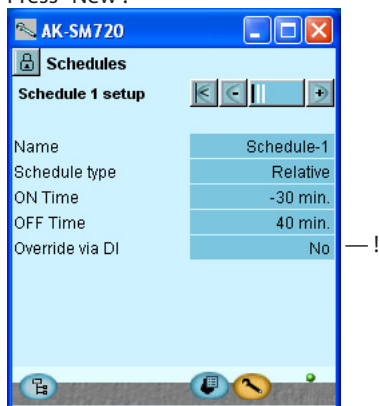 Press "New".
AK-SM720
Schedules
Schedule 1 setup
Name Schedule-1
Schedule type Relative
ON Time -30 min.
OFF Time 40 min.
Override via DI No — !